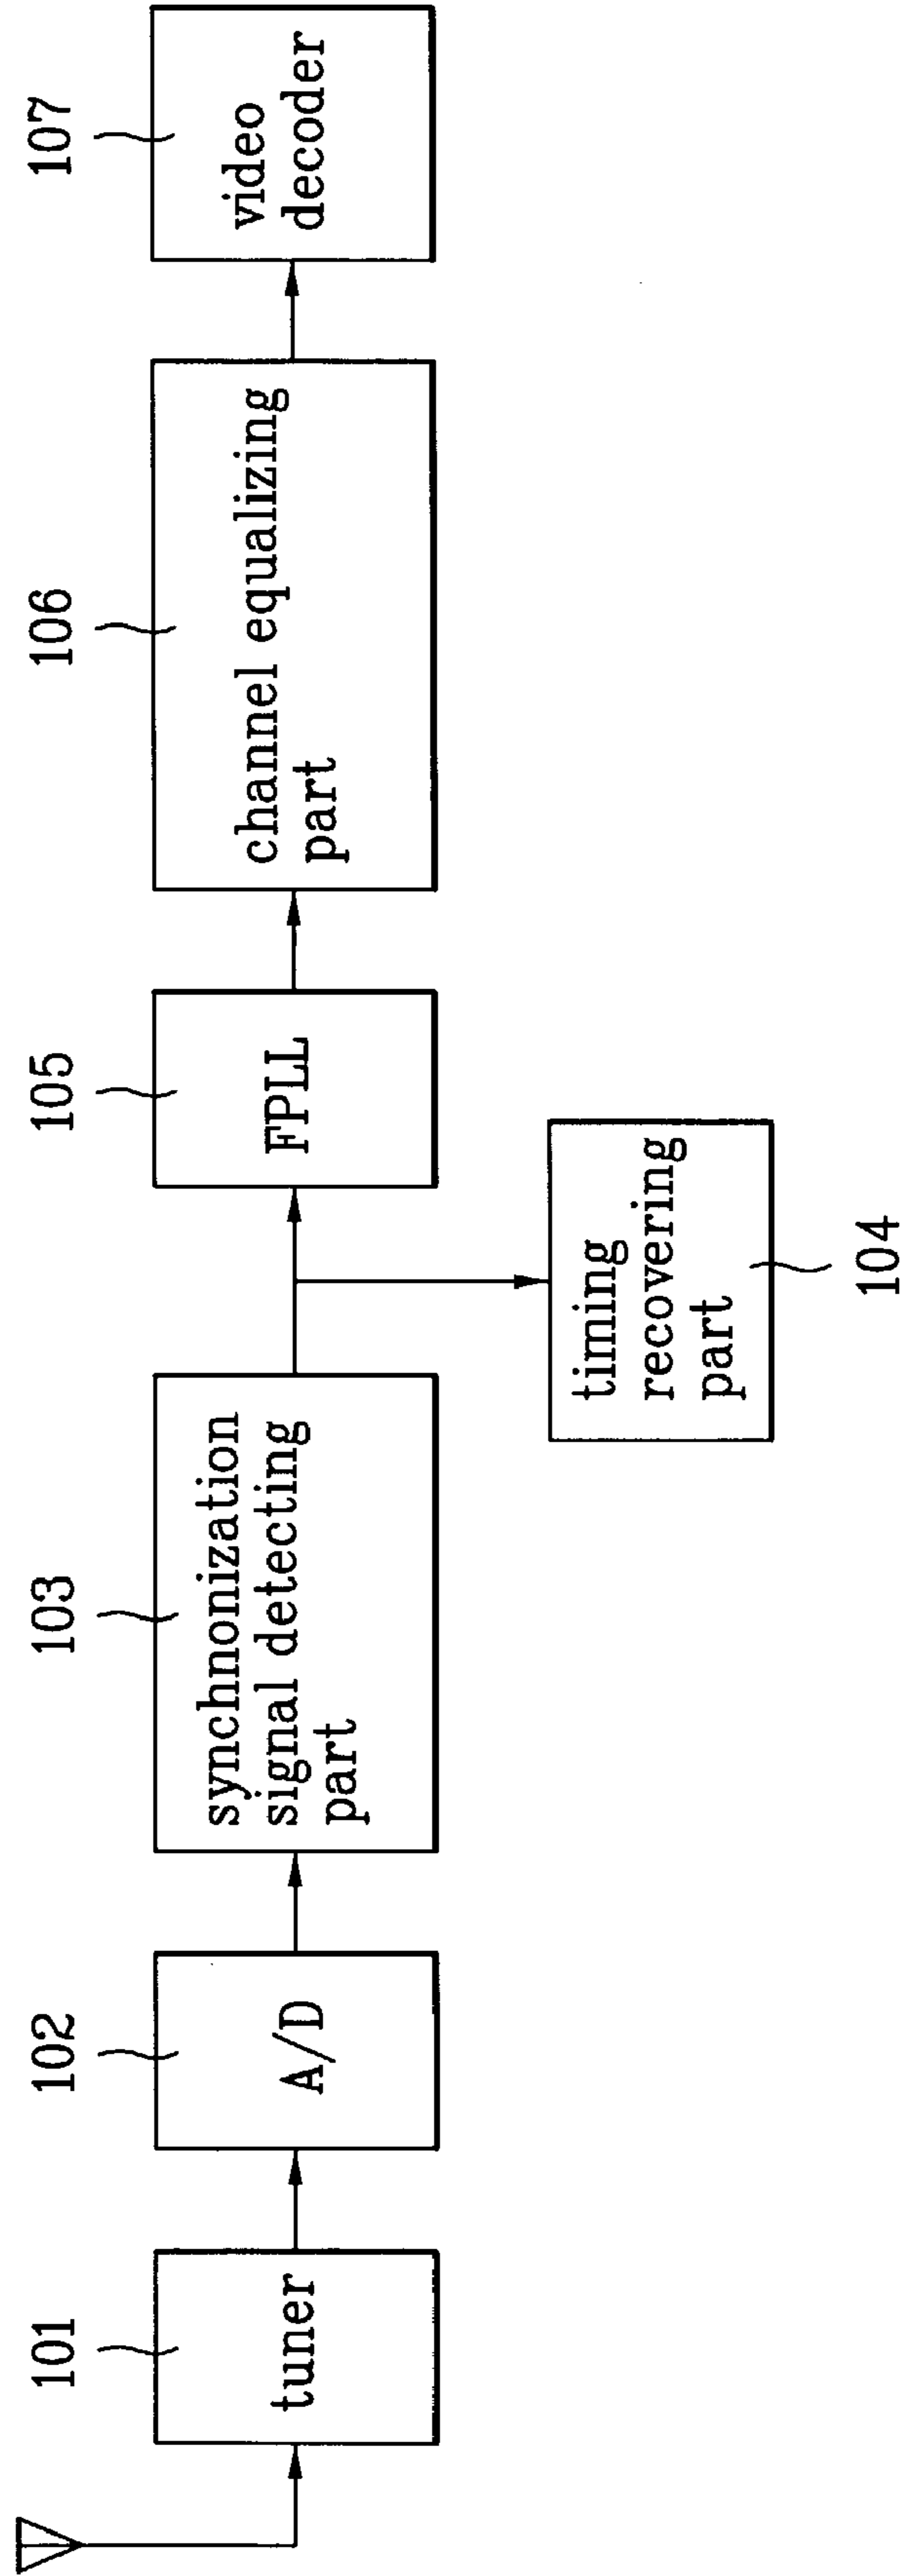 101
tuner
102
A/D
103
synchnonization
signal detecting
part
timing
recovering
part
104
105
FPLL
106
channel equalizing
part
107
video
decoder